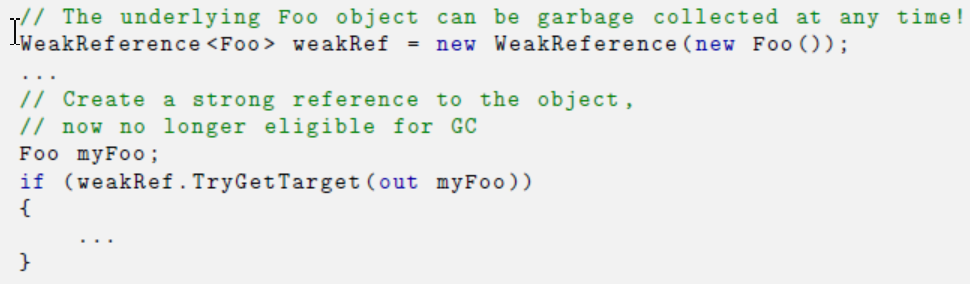 // The underlying Foo object can be garbage collected at any time!
WeakReference<Foo> weakRef = new WeakReference(new Foo());
...
// Create a strong reference to the object,
// now no longer eligible for GC
Foo myFoo;
if (weakRef.TryGetTarget(out myFoo))
{
...
}